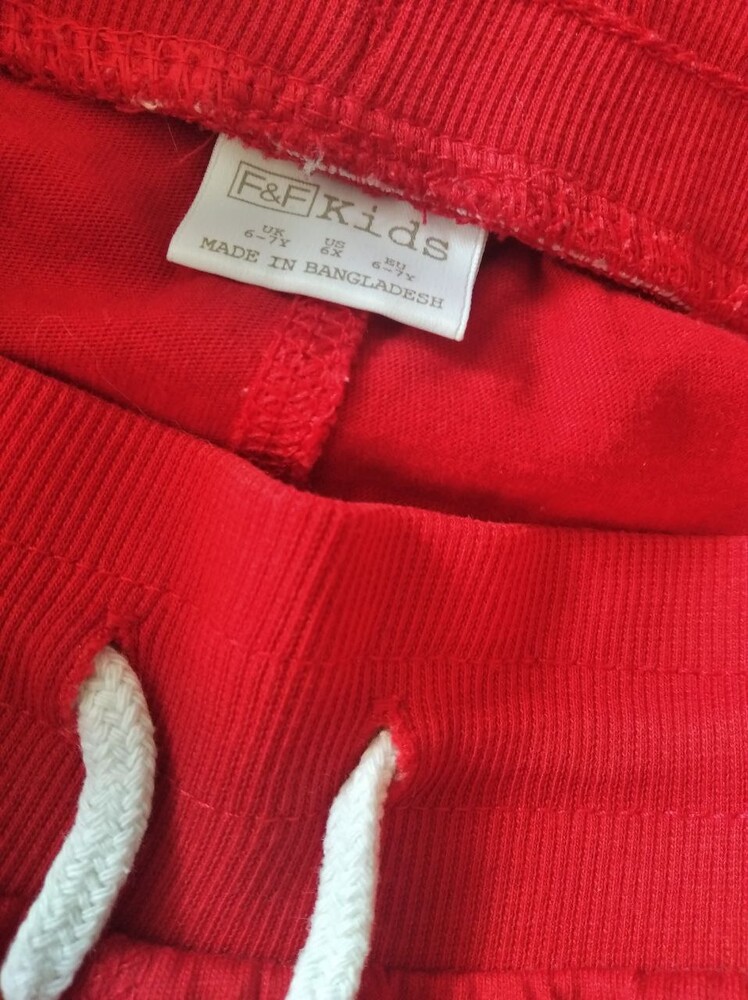 F&F Kids
UK US EU
6-7Y 6X 6-7Y
MADE IN BANGLADESH